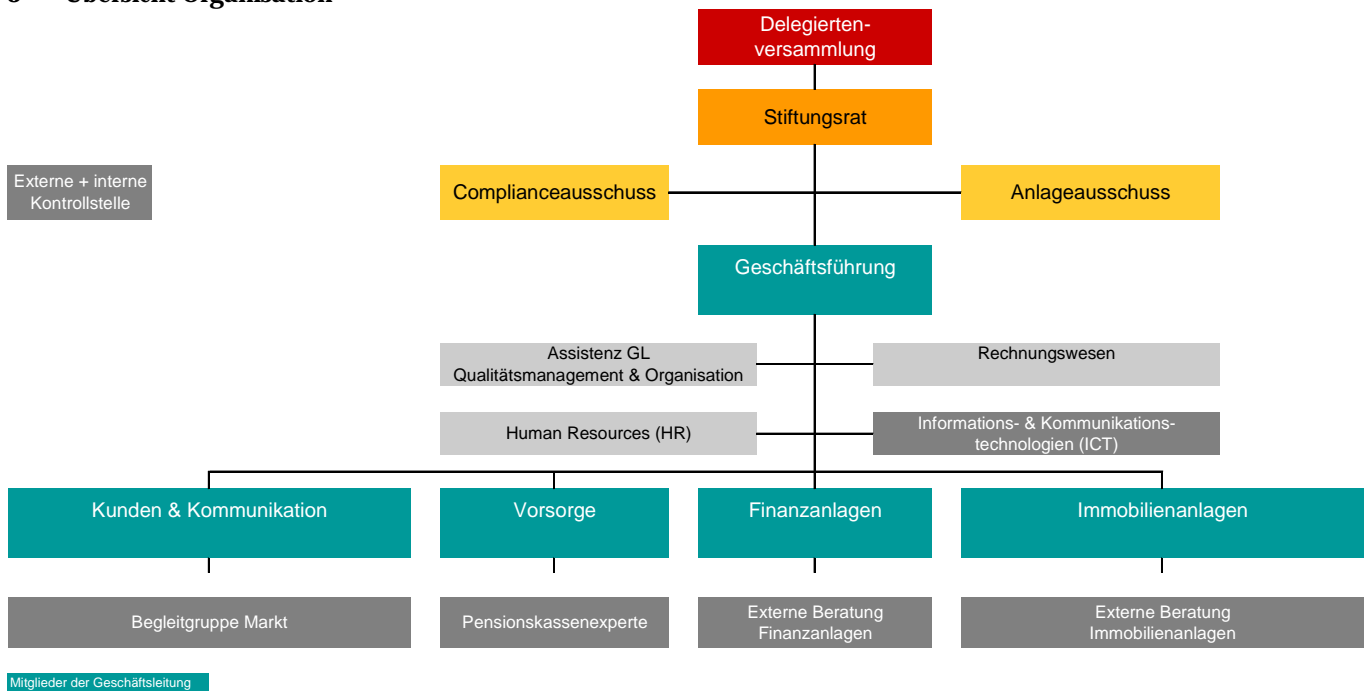 Übersicht Organisation
Delegierten-
versammlung
Stiftungsrat
Externe + interne
Kontrollstelle
Complianceausschuss
Anlageausschuss
Geschäftsführung
Assistenz GL
Qualitätsmanagement & Organisation
Rechnungswesen
Human Resources (HR)
Informations- & Kommunikations-
technologien (ICT)
Kunden & Kommunikation
Vorsorge
Finanzanlagen
Immobilienanlagen
Begleitgruppe Markt
Pensionskassenexperte
Externe Beratung
Finanzanlagen
Externe Beratung
Immobilienanlagen
Mitglieder der Geschäftsleitung